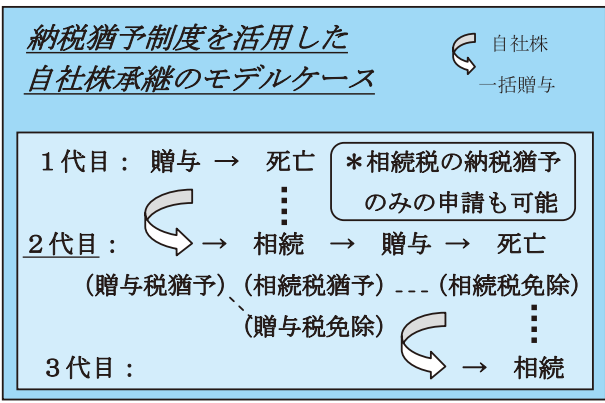 納税猶予制度を活用した
自社株承継のモデルケース
自社株
一括贈与
1代目： 贈与 → 死亡
＊相続税の納税猶予
のみの申請も可能
2代目： → 相続 → 贈与 → 死亡
(贈与税猶予) (相続税猶予) --- (相続税免除)
(贈与税免除)
3代目： → 相続